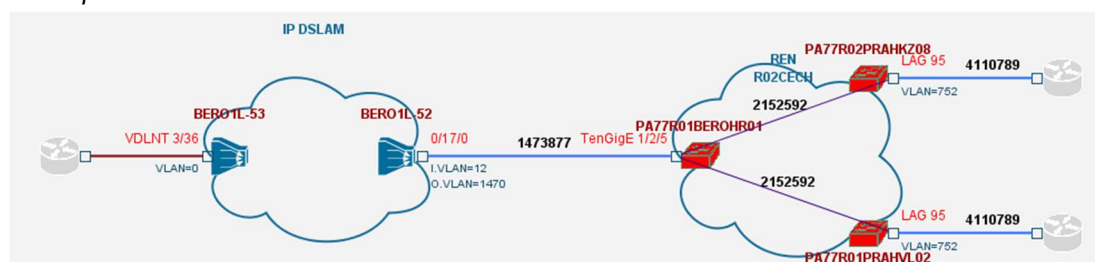 IP DSLAM
PA77R02PRAHKZ08
REN
R02CECH
LAG 95
4110789
VLAN=752
2152592
BERO1L-53
BERO1L-52
VDLNT 3/36
VLAN=0
0/17/0
I.VLAN=12
O.VLAN=1470
1473877
TenGigE 1/2/5
PA77R01BEROHR01
2152592
LAG 95
4110789
VLAN=752
PA77R01PRAHVL02